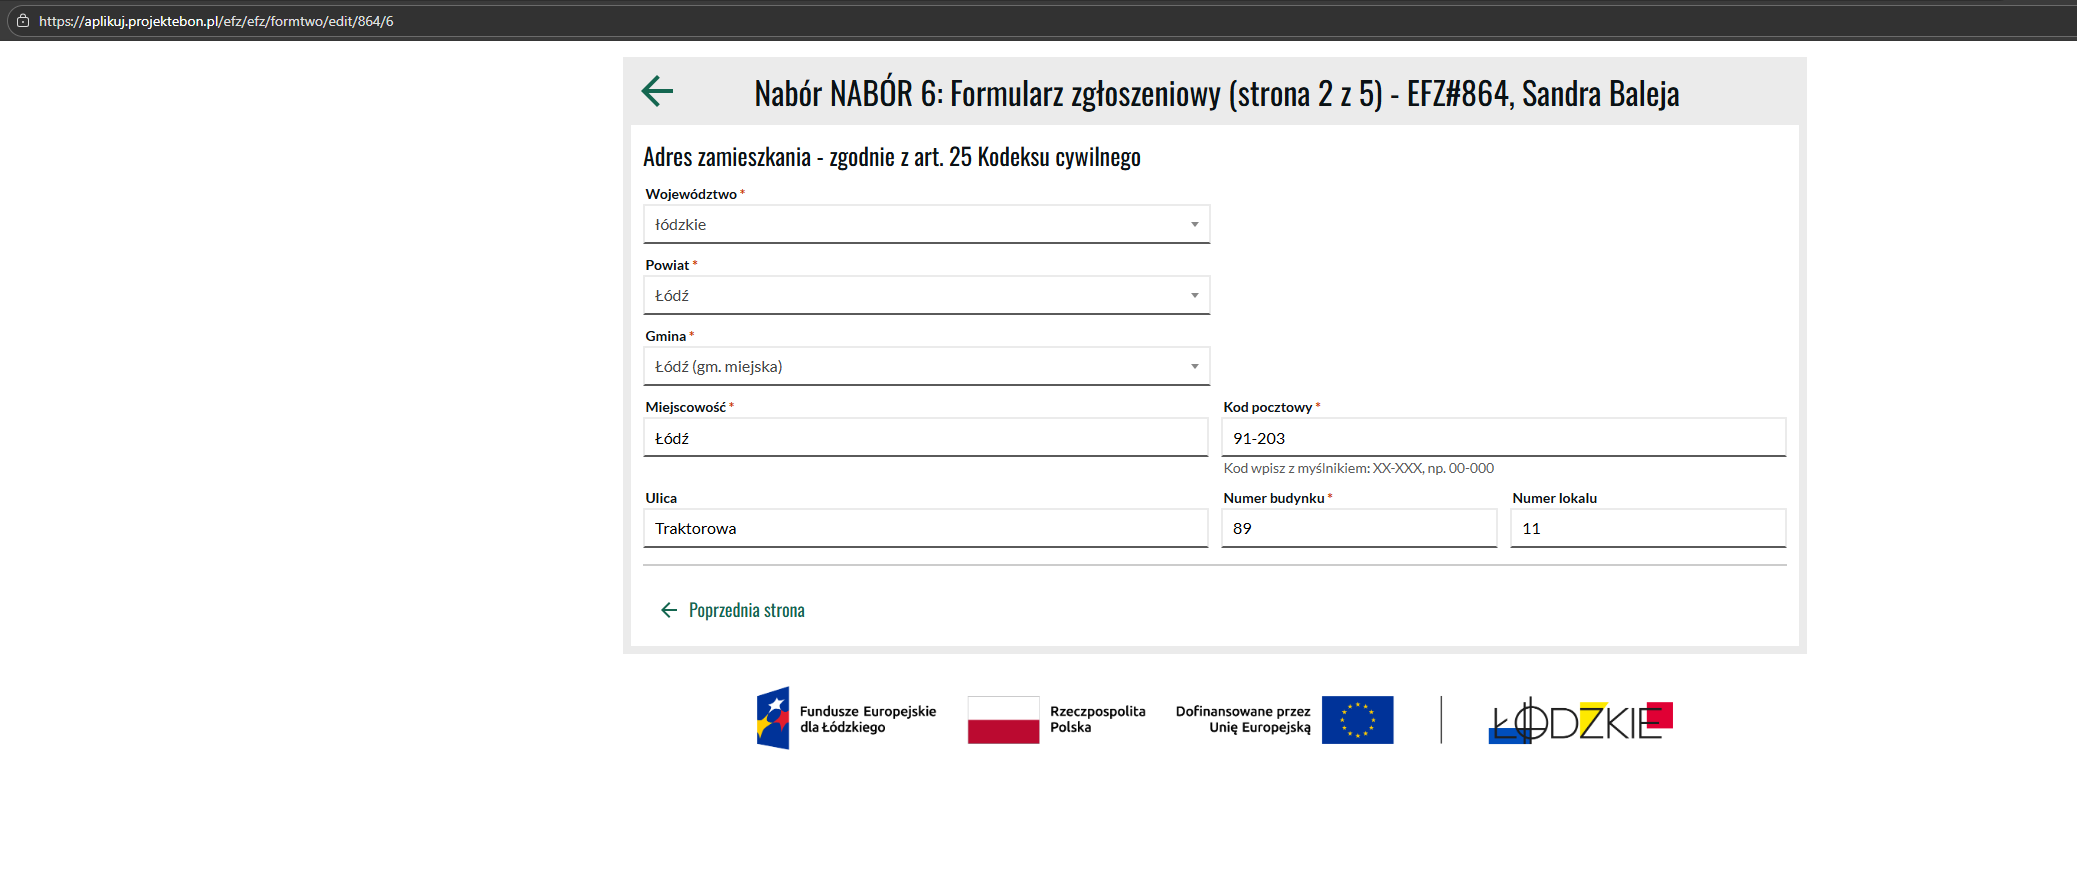 https://aplikuj.projektebon.pl/efz/efz/formtwo/edit/864/6
Nabór NABÓR 6: Formularz zgłoszeniowy (strona 2 z 5) - EFZ#864, Sandra Baleja
Adres zamieszkania - zgodnie z art. 25 Kodeksu cywilnego
Województwo *
łódzkie
Powiat *
Łódź
Gmina *
Łódź (gm. miejska)
Miejscowość * Kod pocztowy *
Łódź 91-203
Kod wpisz z myślnikiem: XX-XXX, np. 00-000
Ulica Numer budynku * Numer lokalu
Traktorowa 89 11
Poprzednia strona
Fundusze Europejskie
dla Łódzkiego
Rzeczpospolita
Polska
Dofinansowane przez
Unię Europejską
ŁÓDZKIE